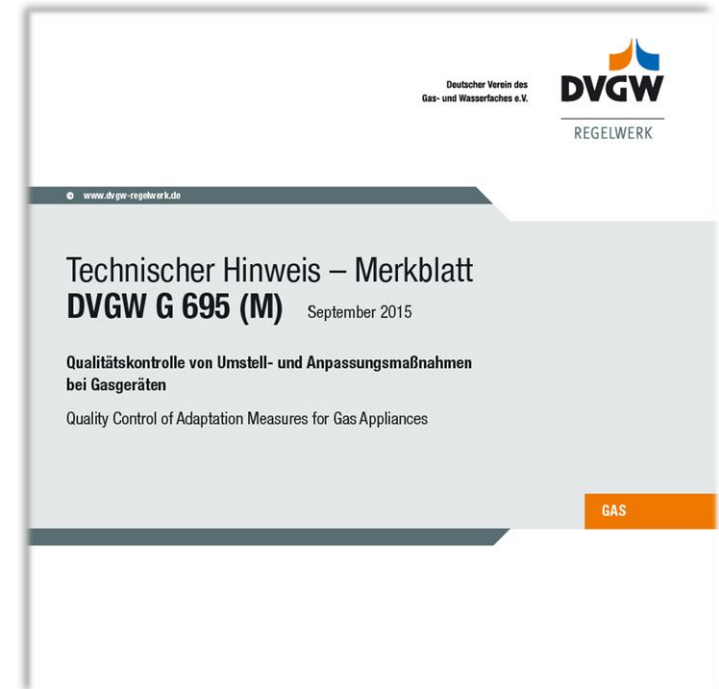 Deutscher Verein des
Gas- und Wasserfaches e.V.
DVGW
REGELWERK
© www.dvgw-regelwerk.de
Technischer Hinweis – Merkblatt
DVGW G 695 (M) September 2015
Qualitätskontrolle von Umstell- und Anpassungsmaßnahmen
bei Gasgeräten
Quality Control of Adaptation Measures for Gas Appliances
GAS